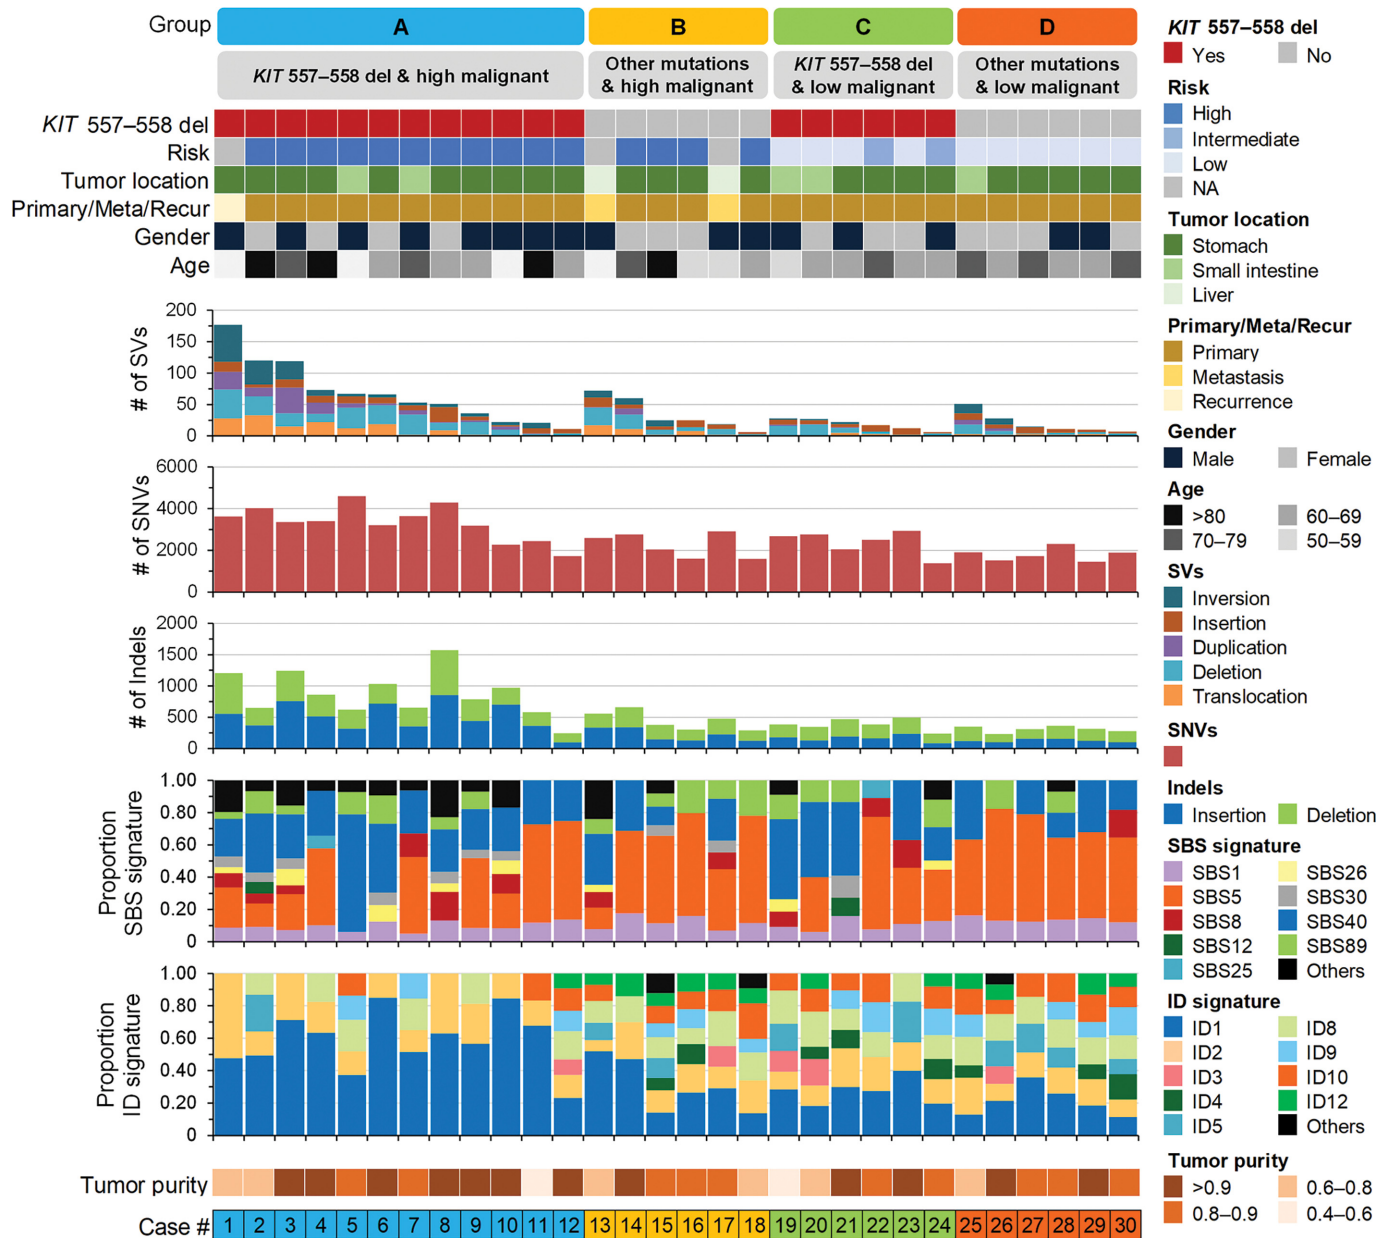 Group A B C D
KIT 557–558 del & high malignant
Other mutations
& high malignant
KIT 557–558 del
& low malignant
Other mutations
& low malignant
KIT 557–558 del
Risk
Tumor location
Primary/Meta/Recur
Gender
Age
# of SVs
200
150
100
50
0
# of SNVs
6000
4000
2000
0
# of Indels
2000
1500
1000
500
0
Proportion
SBS signature
1.00
0.80
0.60
0.40
0.20
0
Proportion
ID signature
1.00
0.80
0.60
0.40
0.20
0
Tumor purity
Case # 1 2 3 4 5 6 7 8 9 10 11 12 13 14 15 16 17 18 19 20 21 22 23 24 25 26 27 28 29 30
KIT 557–558 del
Yes No
Risk
High
Intermediate
Low
NA
Tumor location
Stomach
Small intestine
Liver
Primary/Meta/Recur
Primary
Metastasis
Recurrence
Gender
Male Female
Age
>80 60–69
70–79 50–59
SVs
Inversion
Insertion
Duplication
Deletion
Translocation
SNVs
Indels
Insertion Deletion
SBS signature
SBS1 SBS26
SBS5 SBS30
SBS8 SBS40
SBS12 SBS89
SBS25 Others
ID signature
ID1 ID8
ID2 ID9
ID3 ID10
ID4 ID12
ID5 Others
Tumor purity
>0.9 0.6–0.8
0.8–0.9 0.4–0.6